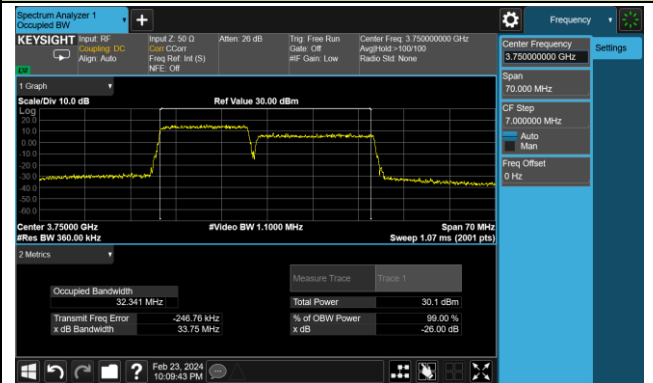 Spectrum Analyzer 1
Occupied BW
Frequency
KEYSIGHT
Input: RF
Coupling: DC
Align: Auto
Input Z: 50 Ω
Corr CCorr
Freq Ref: Int (S)
NFE: Off
Atten: 26 dB
Trig: Free Run
Gate: Off
#IF Gain: Low
Center Freq: 3.750000000 GHz
Avg|Hold:>100/100
Radio Std: None
Center Frequency
3.750000000 GHz
Settings
Span
70.000 MHz
CF Step
7.000000 MHz
Auto
Man
Freq Offset
0 Hz
1 Graph
Scale/Div 10.0 dB
Ref Value 30.00 dBm
Log
20.0
10.0
0.00
-10.0
-20.0
-30.0
-40.0
-50.0
-60.0
Center 3.75000 GHz
#Video BW 1.1000 MHz
Span 70 MHz
#Res BW 360.00 kHz
Sweep 1.07 ms (2001 pts)
2 Metrics
Measure Trace
Trace 1
Occupied Bandwidth
32.341 MHz
Total Power
30.1 dBm
Transmit Freq Error
-246.76 kHz
% of OBW Power
99.00 %
x dB Bandwidth
33.75 MHz
x dB
-26.00 dB
Feb 23, 2024
10:09:43 PM